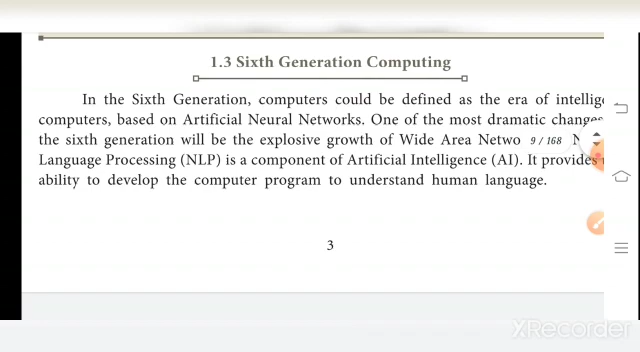 1.3 Sixth Generation Computing
In the Sixth Generation, computers could be defined as the era of intellige
computers, based on Artificial Neural Networks. One of the most dramatic changes
the sixth generation will be the explosive growth of Wide Area Netwo 9 / 168 N
Language Processing (NLP) is a component of Artificial Intelligence (AI). It provides
ability to develop the computer program to understand human language.
3
XRecorder